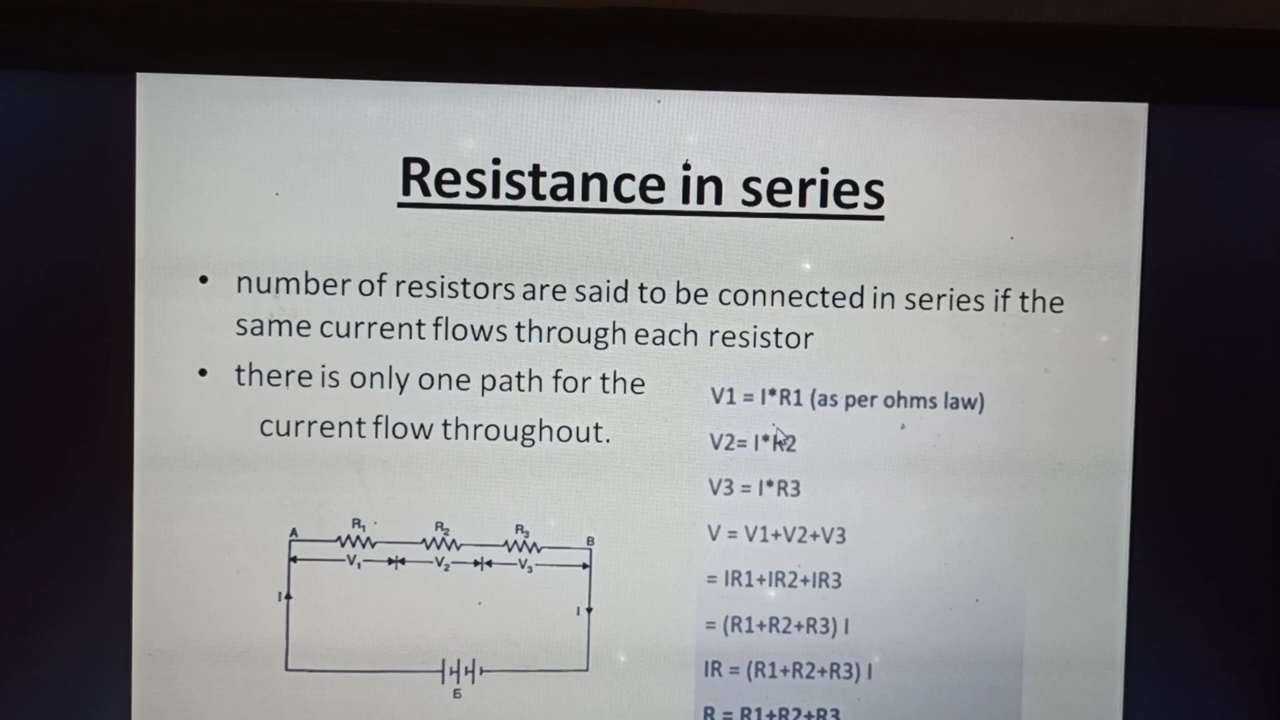 Resistance in series
• number of resistors are said to be connected in series if the
same current flows through each resistor
• there is only one path for the
current flow throughout.
V1 = I*R1 (as per ohms law)
V2= I*R2
V3 = I*R3
V = V1+V2+V3
= IR1+IR2+IR3
= (R1+R2+R3) I
IR = (R1+R2+R3) I
R = R1+R2+R3
A R₁ R₂ R₃ B
V₁ V₂ V₃
I I